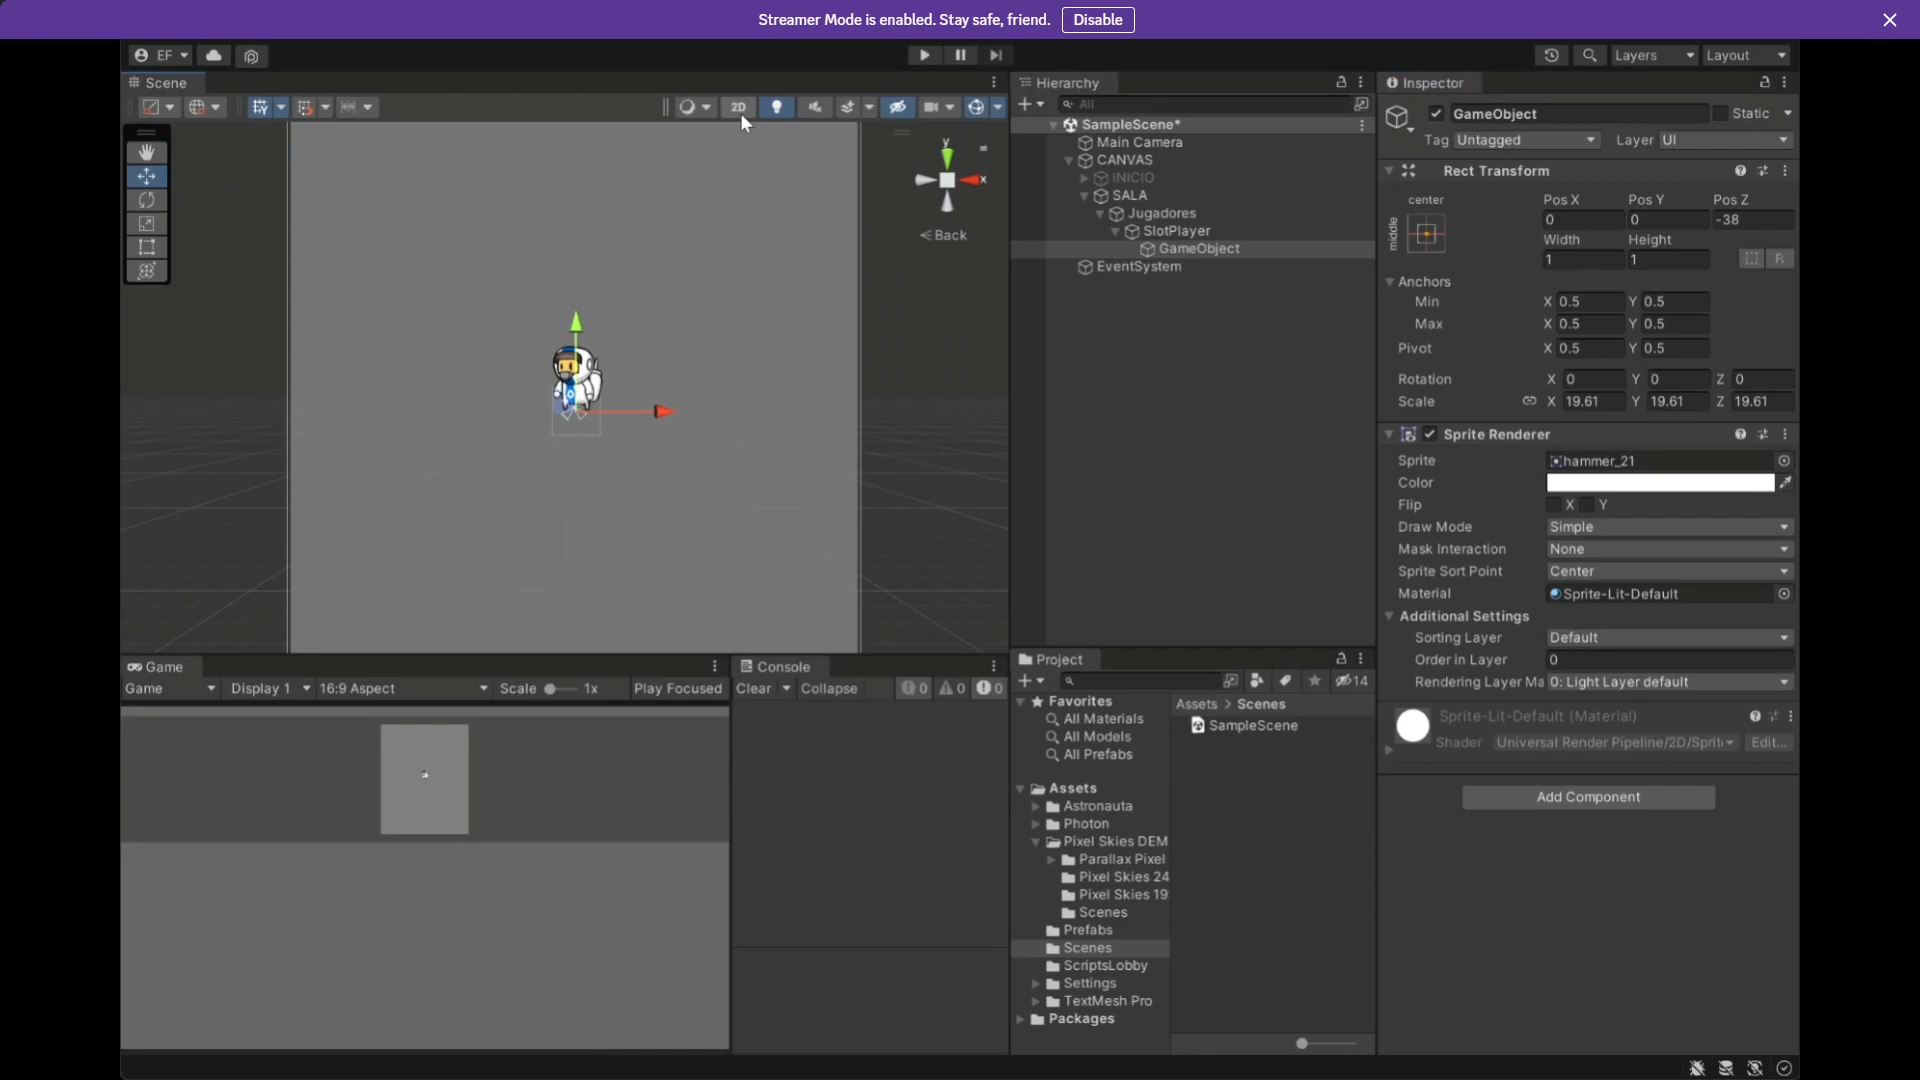 Streamer Mode is enabled. Stay safe, friend. Disable
EF
Layers
Layout
Scene
2D
y
x
Back
Hierarchy
All
SampleScene*
Main Camera
CANVAS
INICIO
SALA
Jugadores
SlotPlayer
GameObject
EventSystem
Inspector
GameObject
Static
Tag Untagged
Layer UI
Rect Transform
center
middle
Pos X Pos Y Pos Z
0 0 -38
Width Height
1 1
R
Anchors
Min X 0.5 Y 0.5
Max X 0.5 Y 0.5
Pivot X 0.5 Y 0.5
Rotation X 0 Y 0 Z 0
Scale X 19.61 Y 19.61 Z 19.61
Sprite Renderer
Sprite hammer_21
Color
Flip X Y
Draw Mode Simple
Mask Interaction None
Sprite Sort Point Center
Material Sprite-Lit-Default
Additional Settings
Sorting Layer Default
Order in Layer 0
Rendering Layer Ma 0: Light Layer default
Sprite-Lit-Default (Material)
Shader Universal Render Pipeline/2D/Sprit Edit...
Add Component
Game
Game Display 1 16:9 Aspect Scale 1x Play Focused
Console
Clear Collapse 0 0 0
Project
14
Favorites
All Materials
All Models
All Prefabs
Assets
Astronauta
Photon
Pixel Skies DEM
Parallax Pixel
Pixel Skies 24
Pixel Skies 19
Scenes
Prefabs
Scenes
ScriptsLobby
Settings
TextMesh Pro
Packages
Assets > Scenes
SampleScene